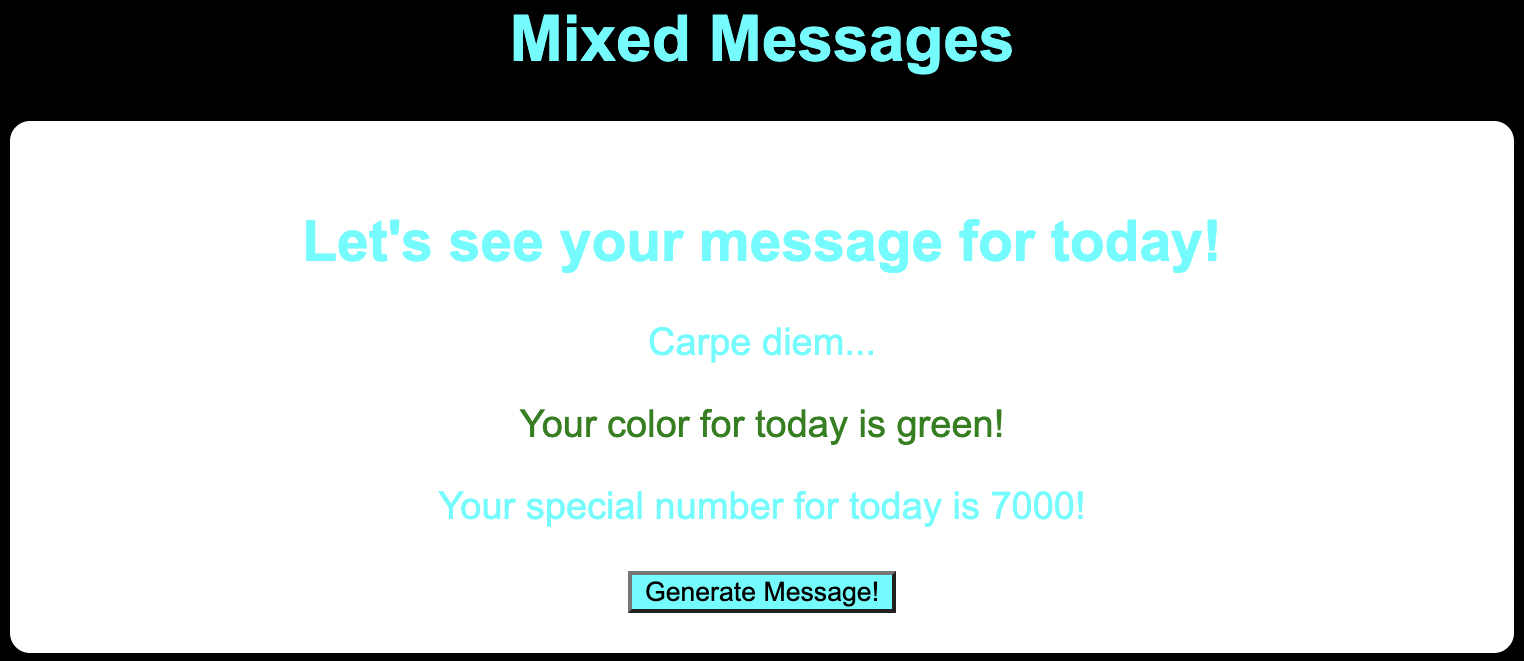 Mixed Messages
Let's see your message for today!
Carpe diem...
Your color for today is green!
Your special number for today is 7000!
Generate Message!